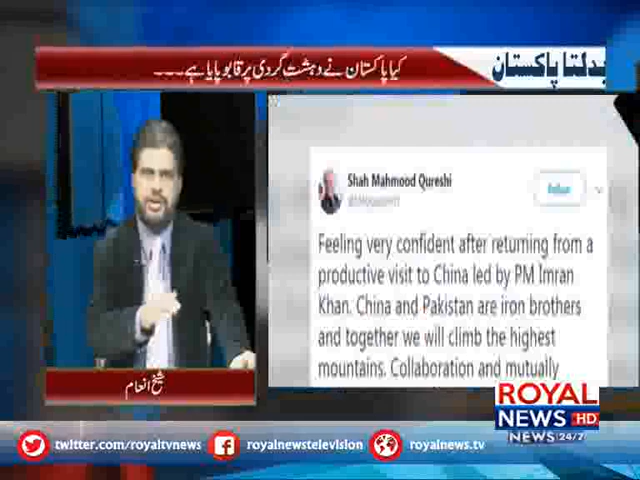 بدلتا پاکستان
کیا پاکستان نے دہشت گردی پر قابو پایا ہے ۔۔۔
Shah Mahmood Qureshi
Follow
Feeling very confident after returning from a
productive visit to China led by PM Imran
Khan. China and Pakistan are iron brothers
and together we will climb the highest
mountains. Collaboration and mutually
شیخ انعام
ROYAL
NEWS HD
NEWS 24/7
twitter.com/royaltvnews
royalnewstelevision
royalnews.tv